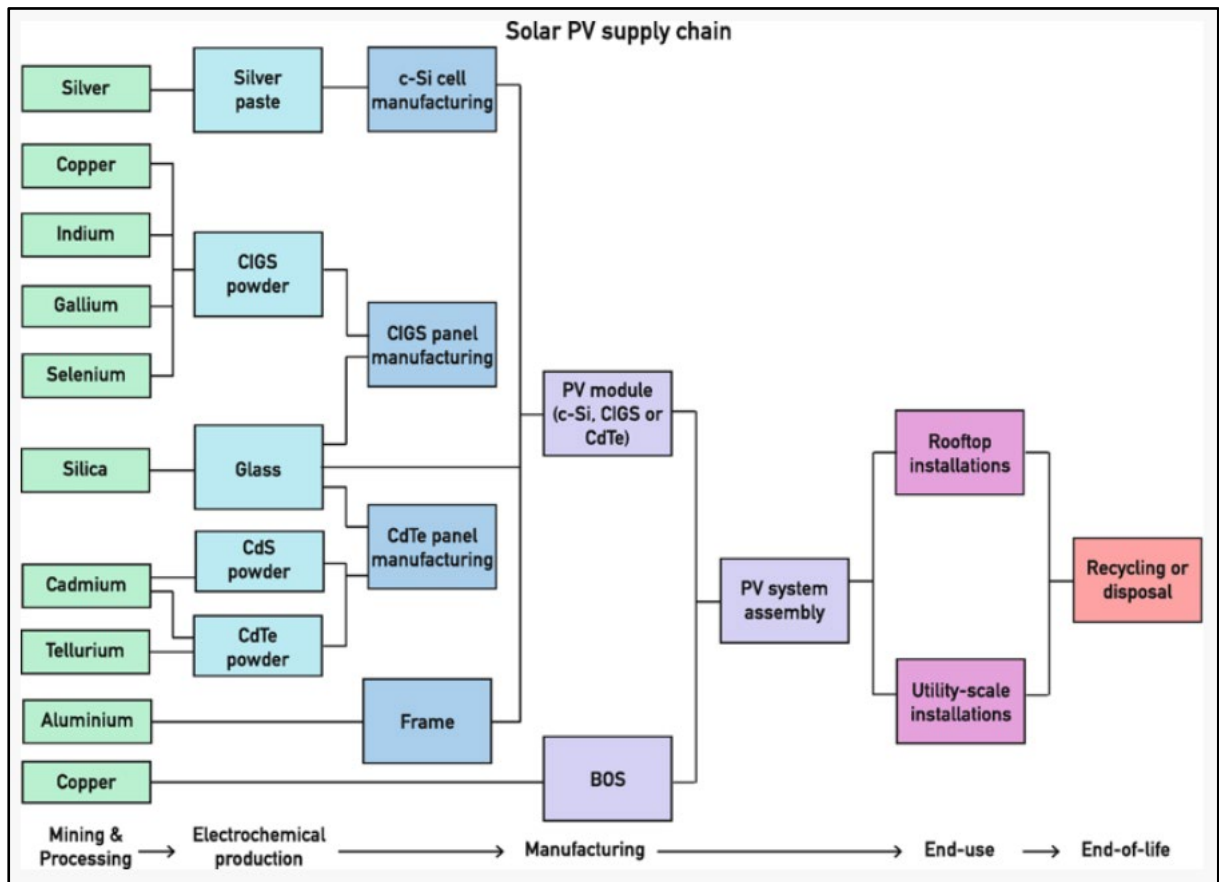 Solar PV supply chain
Silver
Silver
paste
c-Si cell
manufacturing
Copper
Indium
Gallium
Selenium
CIGS
powder
CIGS panel
manufacturing
Silica
Glass
PV module
(c-Si, CIGS or
CdTe)
Rooftop
installations
Cadmium
CdS
powder
CdTe panel
manufacturing
Tellurium
CdTe
powder
PV system
assembly
Recycling or
disposal
Aluminium
Frame
Utility-scale
installations
Copper
BOS
Mining &
Processing
Electrochemical
production
Manufacturing
End-use
End-of-life